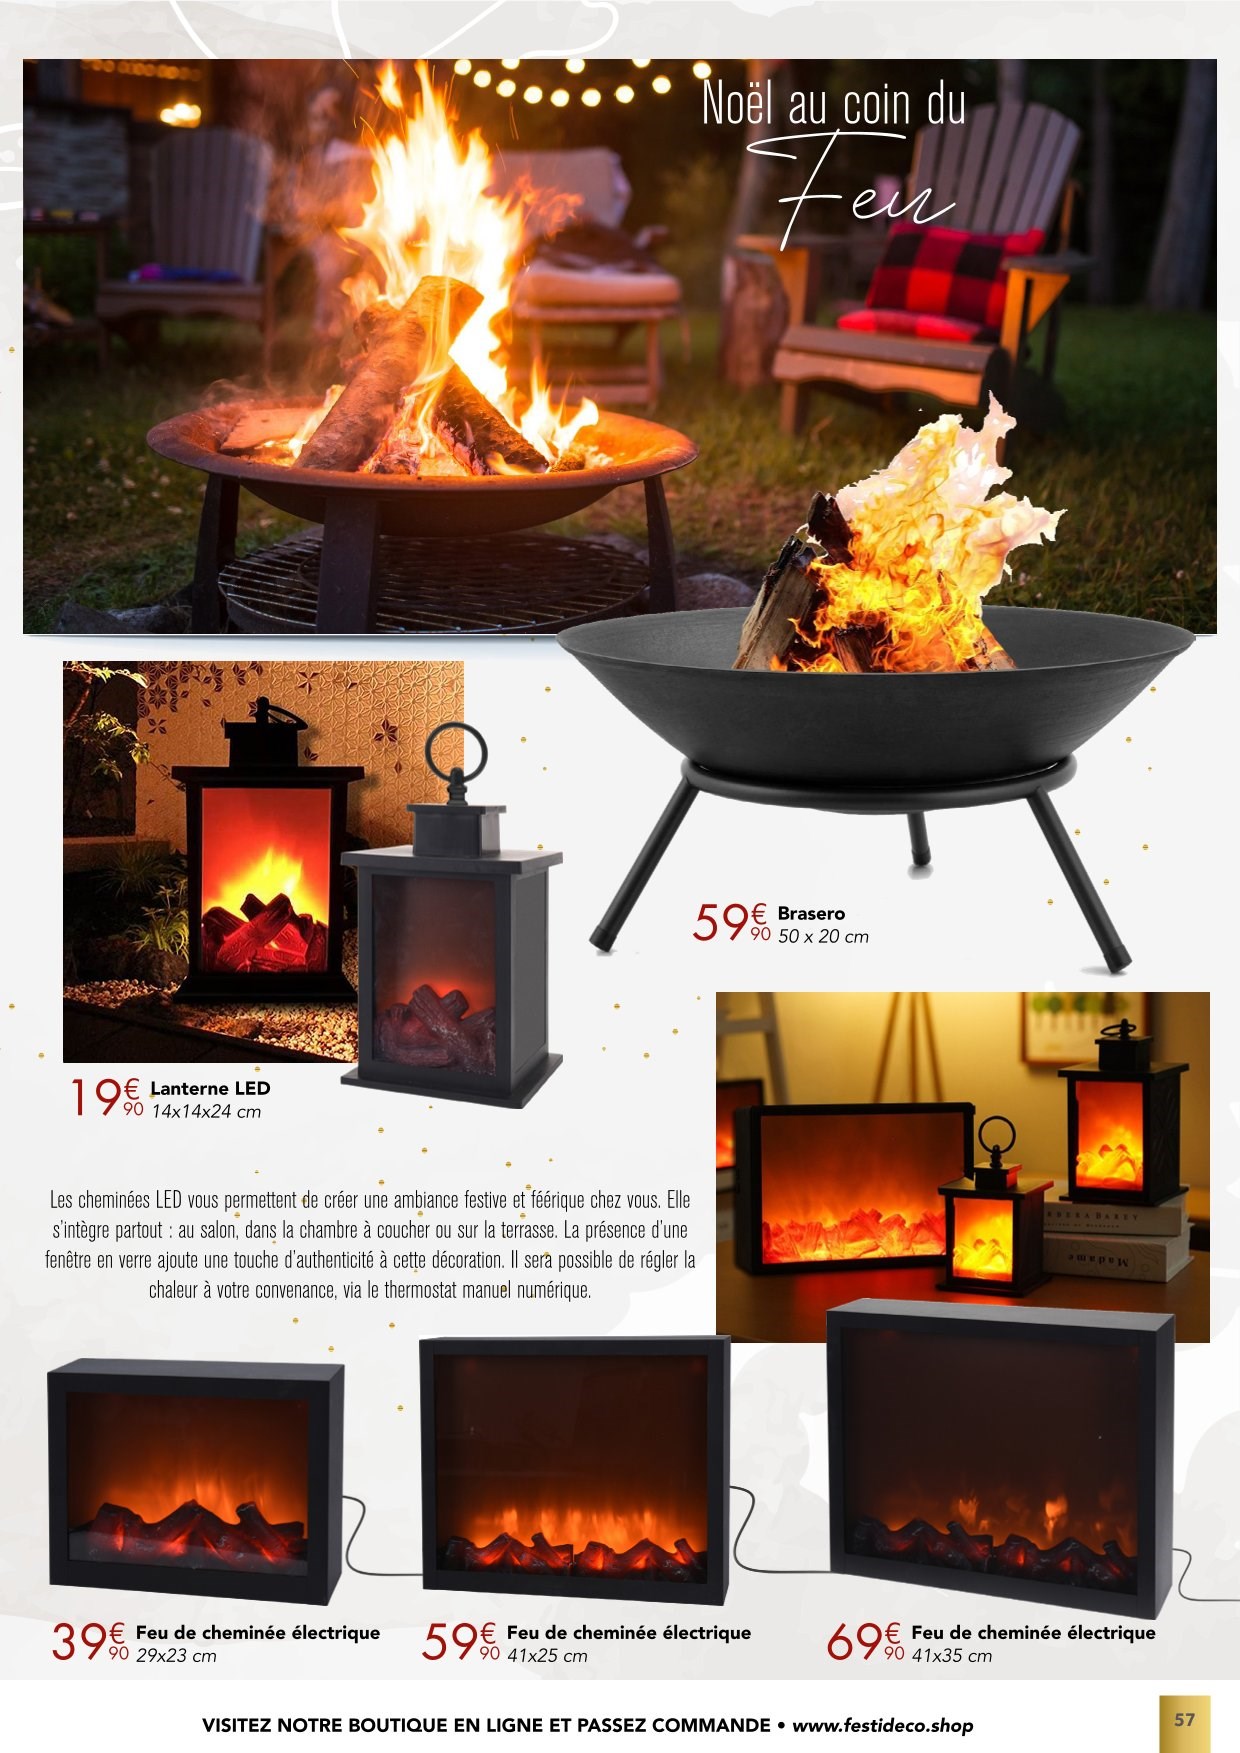 Noël au coin du
Feu
59€90 Brasero
50 x 20 cm
19€90 Lanterne LED
14x14x24 cm
Les cheminées LED vous permettent de créer une ambiance festive et féérique chez vous. Elle
s'intègre partout : au salon, dans la chambre à coucher ou sur la terrasse. La présence d'une
fenêtre en verre ajoute une touche d'authenticité à cette décoration. Il sera possible de régler la
chaleur à votre convenance, via le thermostat manuel numérique.
39€90 Feu de cheminée électrique
29x23 cm
59€90 Feu de cheminée électrique
41x25 cm
69€90 Feu de cheminée électrique
41x35 cm
VISITEZ NOTRE BOUTIQUE EN LIGNE ET PASSEZ COMMANDE • www.festideco.shop
57